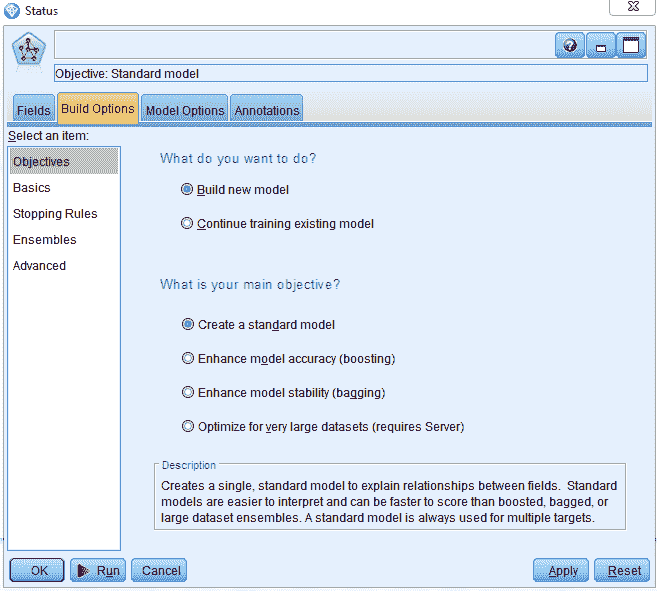 Status
Objective: Standard model
Fields Build Options Model Options Annotations
Select an item:
Objectives
Basics
Stopping Rules
Ensembles
Advanced
What do you want to do?
Build new model
Continue training existing model
What is your main objective?
Create a standard model
Enhance model accuracy (boosting)
Enhance model stability (bagging)
Optimize for very large datasets (requires Server)
Description
Creates a single, standard model to explain relationships between fields. Standard
models are easier to interpret and can be faster to score than boosted, bagged, or
large dataset ensembles. A standard model is always used for multiple targets.
OK Run Cancel Apply Reset